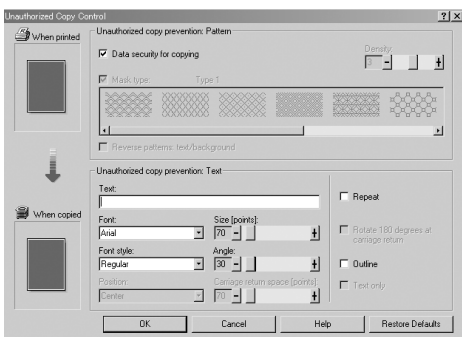 Unauthorized Copy Control
When printed
Unauthorized copy prevention: Pattern
Data security for copying
Density:
3
Mask type:
Type 1
Reverse patterns: text/background
When copied
Unauthorized copy prevention: Text
Text:
Font:
Size [points]:
Arial
70
Font style:
Angle:
Regular
30
Position:
Carriage return space [points]:
Center
70
Repeat
Rotate 180 degrees at
carriage return
Outline
Text only
OK
Cancel
Help
Restore Defaults